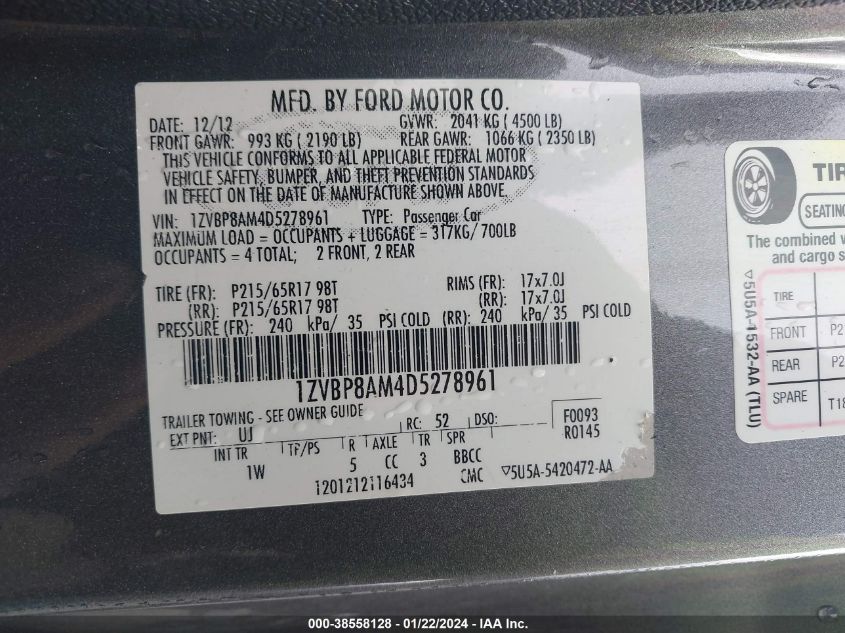 MFD. BY FORD MOTOR CO.
DATE: 12/12 GVWR: 2041 KG ( 4500 LB)
FRONT GAWR: 993 KG ( 2190 LB) REAR GAWR: 1066 KG ( 2350 LB)
THIS VEHICLE CONFORMS TO ALL APPLICABLE FEDERAL MOTOR
VEHICLE SAFETY, BUMPER, AND THEFT PREVENTION STANDARDS
IN EFFECT ON THE DATE OF MANUFACTURE SHOWN ABOVE.
VIN: 1ZVBP8AM4D5278961 TYPE: Passenger Car
MAXIMUM LOAD = OCCUPANTS + LUGGAGE = 317KG/700LB
OCCUPANTS = 4 TOTAL; 2 FRONT, 2 REAR
TIRE (FR): P215/65R17 98T RIMS (FR): 17x7.0J
(RR): P215/65R17 98T (RR): 17x7.0J
PRESSURE (FR): 240 kPa/ 35 PSI COLD (RR): 240 kPa/ 35 PSI COLD
1ZVBP8AM4D5278961
TRAILER TOWING - SEE OWNER GUIDE
EXT PNT: UJ RC: 52 DSO: F0093
R0145
INT TR TP/PS R AXLE TR SPR
1W 5 CC 3 BBCC
1201212116434 CMC 5U5A-5420472-AA
TIR
SEATING
The combined
and cargo s
TIRE
FRONT P2
REAR P2
SPARE T18
5U5A-1532-AA (TLU)
000-38558128 - 01/22/2024 - IAA Inc.